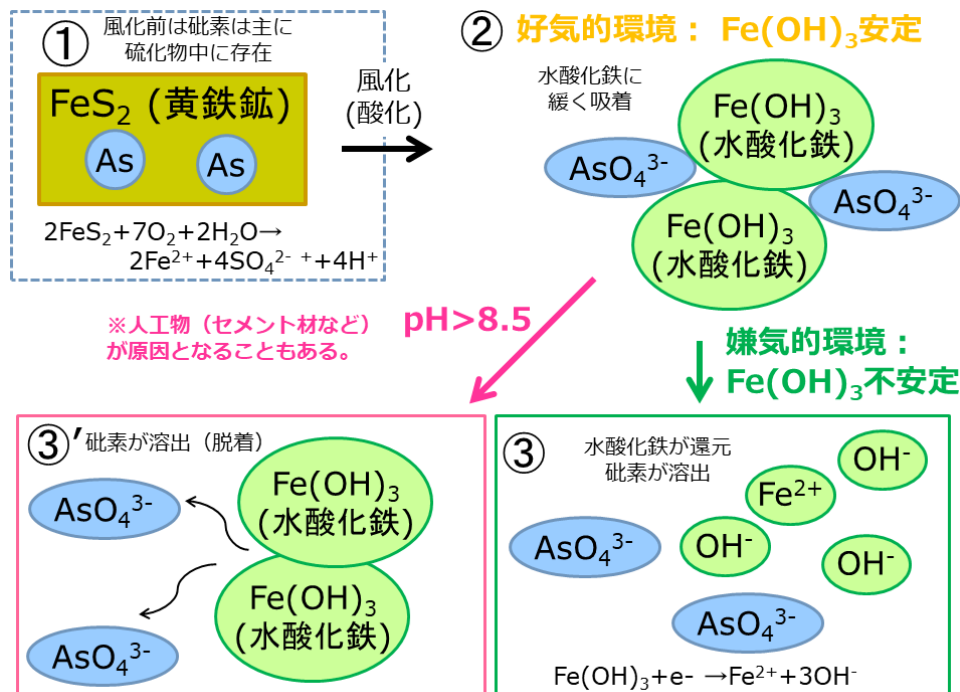 ① 風化前は砒素は主に
硫化物中に存在
FeS₂ (黄鉄鉱)
As
As
2FeS₂+7O₂+2H₂O→
2Fe²⁺+4SO₄²⁻ ⁺+4H⁺
風化
(酸化)
② 好気的環境： Fe(OH)₃安定
水酸化鉄に
緩く吸着
Fe(OH)₃
(水酸化鉄)
AsO₄³⁻
AsO₄³⁻
Fe(OH)₃
(水酸化鉄)
※人工物（セメント材など）
が原因となることもある。
pH>8.5
嫌気的環境：
Fe(OH)₃不安定
③′砒素が溶出（脱着）
Fe(OH)₃
(水酸化鉄)
AsO₄³⁻
Fe(OH)₃
(水酸化鉄)
AsO₄³⁻
③ 水酸化鉄が還元
砒素が溶出
OH⁻
Fe²⁺
AsO₄³⁻
OH⁻
OH⁻
AsO₄³⁻
Fe(OH)₃+e- →Fe²⁺+3OH⁻